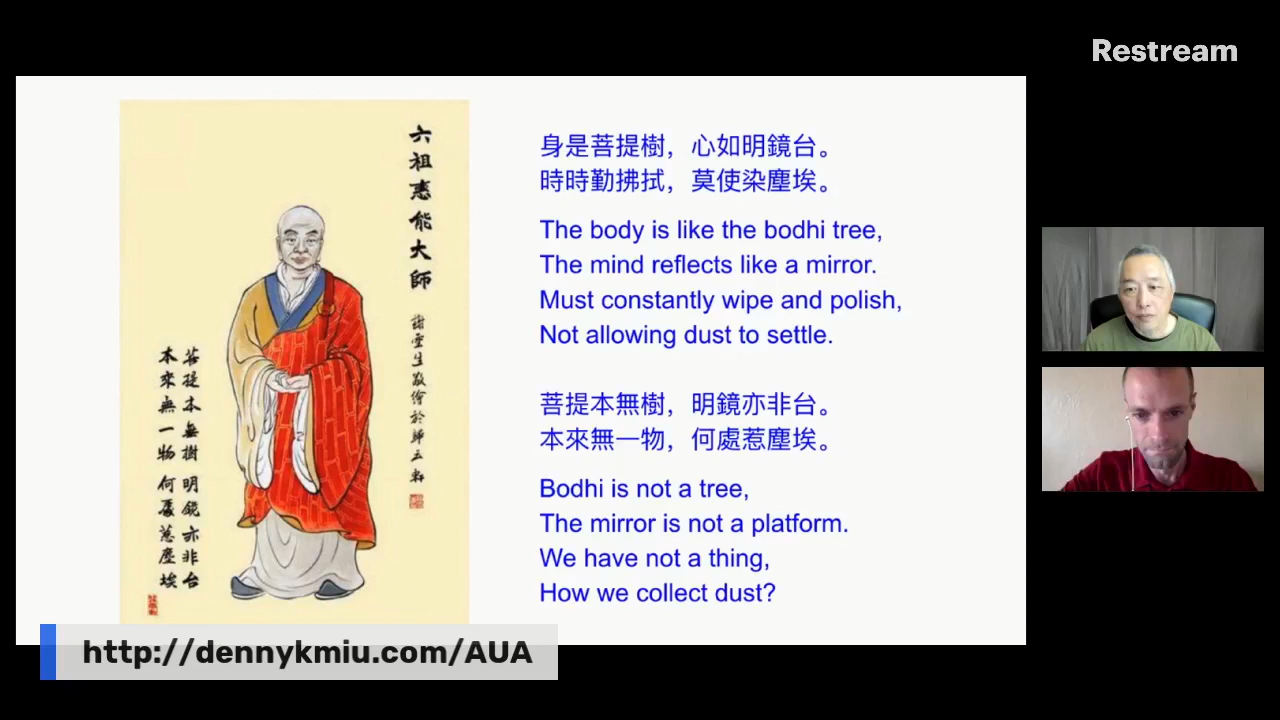 Restream
六祖惠能大師
菩提本無樹 明鏡亦非台
本來無一物 何處惹塵埃
身是菩提樹，心如明鏡台。
時時勤拂拭，莫使染塵埃。
The body is like the bodhi tree,
The mind reflects like a mirror.
Must constantly wipe and polish,
Not allowing dust to settle.
菩提本無樹，明鏡亦非台。
本來無一物，何處惹塵埃。
Bodhi is not a tree,
The mirror is not a platform.
We have not a thing,
How we collect dust?
http://dennykmiu.com/AUA